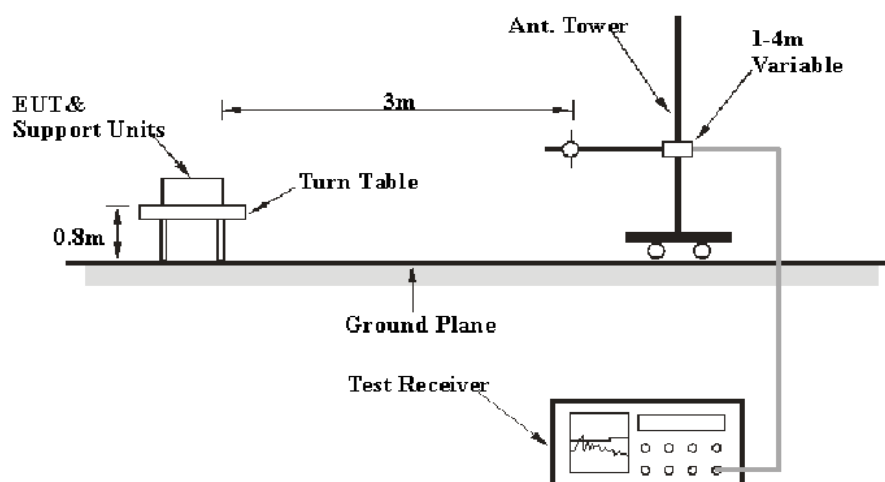 Ant. Tower
1-4m
Variable
EUT&
Support Units
3m
Turn Table
0.8m
Ground Plane
Test Receiver